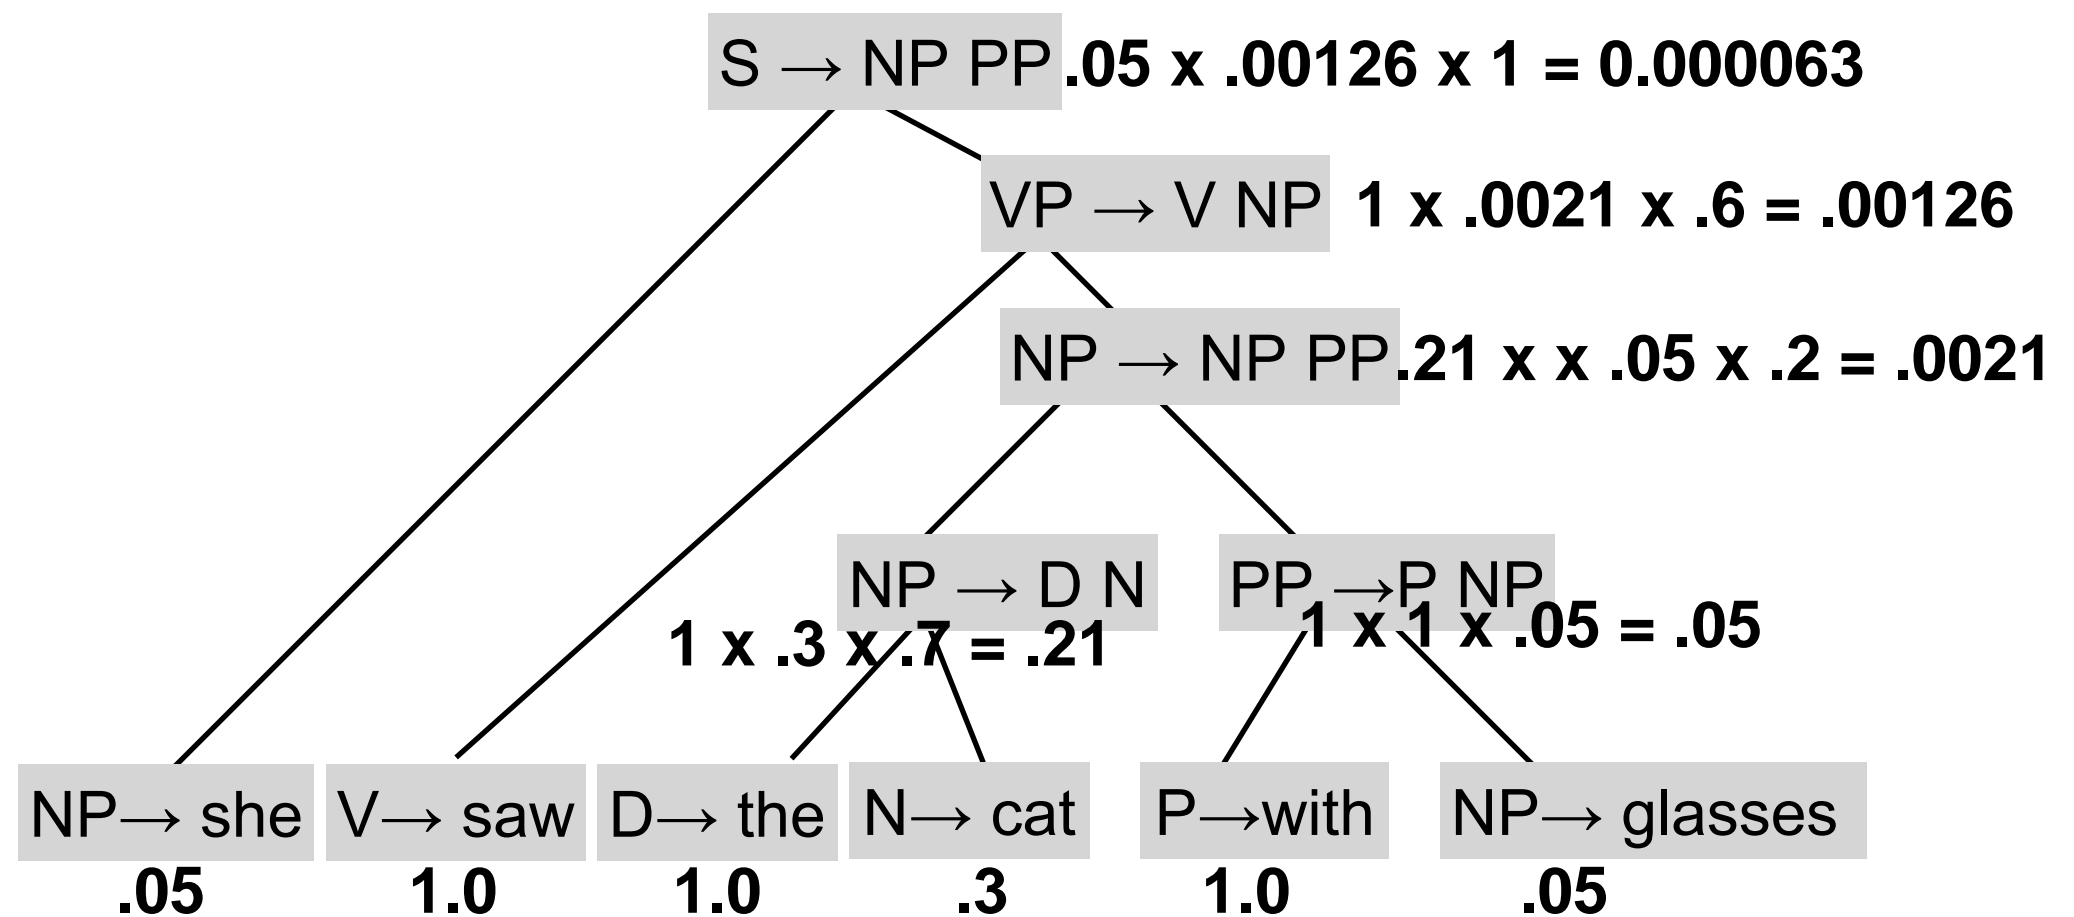 S → NP PP .05 x .00126 x 1 = 0.000063
VP → V NP 1 x .0021 x .6 = .00126
NP → NP PP .21 x x .05 x .2 = .0021
NP → D N
PP →P NP
1 x .3 x .7 = .21
1 x 1 x .05 = .05
NP→ she
V→ saw
D→ the
N→ cat
P→with
NP→ glasses
.05
1.0
1.0
.3
1.0
.05